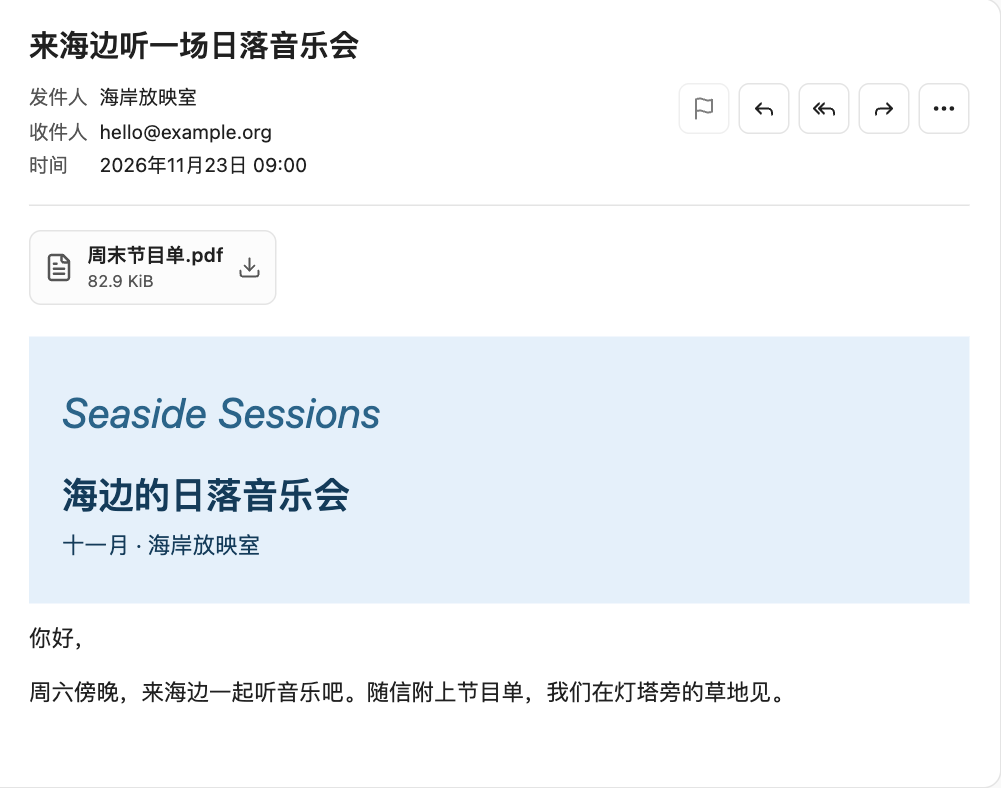 来海边听一场日落音乐会
发件人 海岸放映室
收件人 hello@example.org
时间 2026年11月23日 09:00
周末节目单.pdf
82.9 KiB
Seaside Sessions
海边的日落音乐会
十一月 · 海岸放映室
你好，
周六傍晚，来海边一起听音乐吧。随信附上节目单，我们在灯塔旁的草地见。